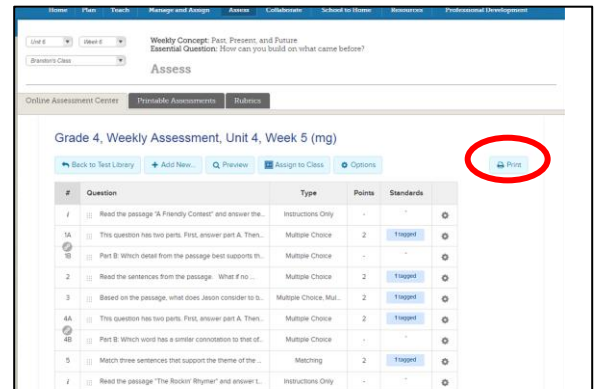 Home Plan Teach Manage and Assign Assess Collaborate School to Home Resources Professional Development
Unit 5 Week 5 Weekly Concept: Past, Present, and Future
Essential Question: How can you build on what came before?
Brandon's Class
Assess
Online Assessment Center Printable Assessments Rubrics
Grade 4, Weekly Assessment, Unit 4, Week 5 (mg)
Back to Test Library Add New... Preview Assign to Class Options Print
# Question Type Points Standards
i Read the passage "A Friendly Contest" and answer the... Instructions Only - -
1A This question has two parts. First, answer part A. Then... Multiple Choice 2 1 tagged
1B Part B: Which detail from the passage best supports th... Multiple Choice - -
2 Read the sentences from the passage. What if no ... Multiple Choice 2 1 tagged
3 Based on the passage, what does Jason consider to b... Multiple Choice, Mul... 2 1 tagged
4A This question has two parts. First, answer part A. Then... Multiple Choice 2 1 tagged
4B Part B: Which word has a similar connotation to that of... Multiple Choice - -
5 Match three sentences that support the theme of the ... Matching 2 1 tagged
i Read the passage "The Rockin' Rhymer" and answer t... Instructions Only - -